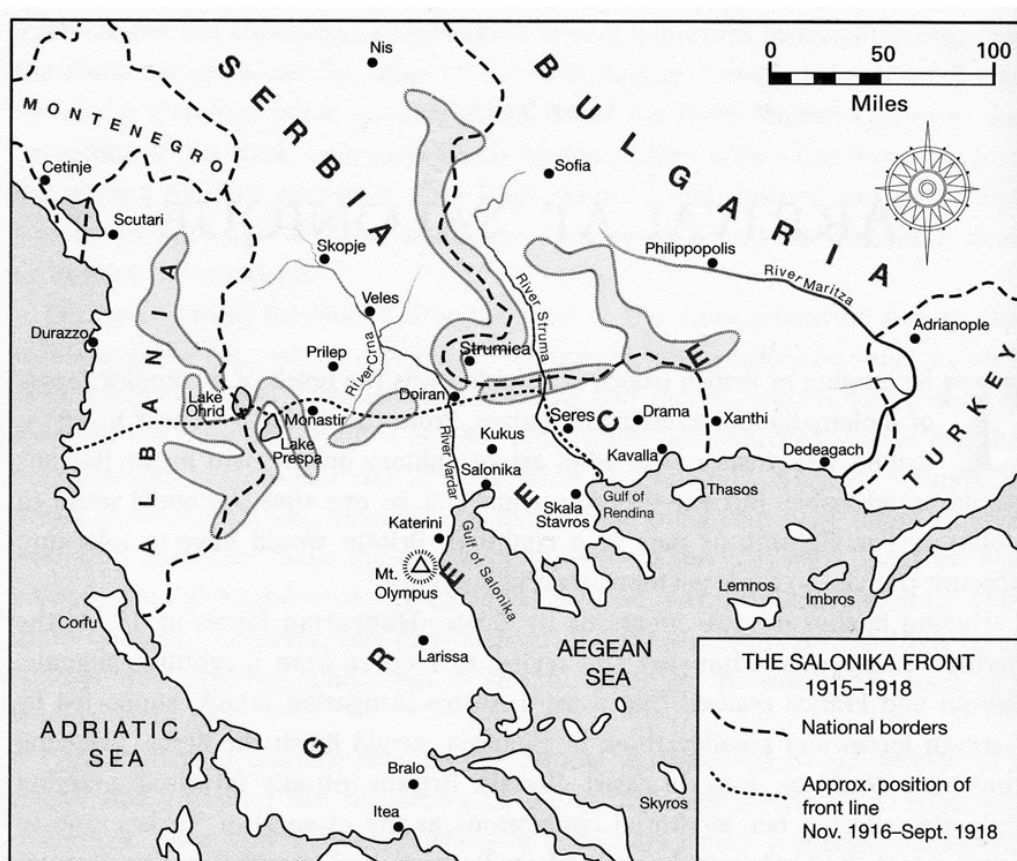 SERBIA
BULGARIA
MONTENEGRO
ALBANIA
GREECE
TURKEY
Nis
0 50 100
Miles
Cetinje
Scutari
Sofia
Skopje
Philippopolis
River Maritza
River Struma
Veles
Adrianople
Durazzo
Prilep
River Crna
Strumica
Lake
Ohrid
Monastir
Doiran
Lake
Prespa
River Vardar
Kukus
Seres
Drama
Xanthi
Kavalla
Dedeagach
Salonika
Skala
Stavros
Gulf of
Rendina
Thasos
Katerini
Gulf of Salonika
Mt.
Olympus
Lemnos
Imbros
Corfu
Larissa
AEGEAN
SEA
ADRIATIC
SEA
Bralo
Itea
Skyros
THE SALONIKA FRONT
1915–1918
National borders
Approx. position of
front line
Nov. 1916–Sept. 1918